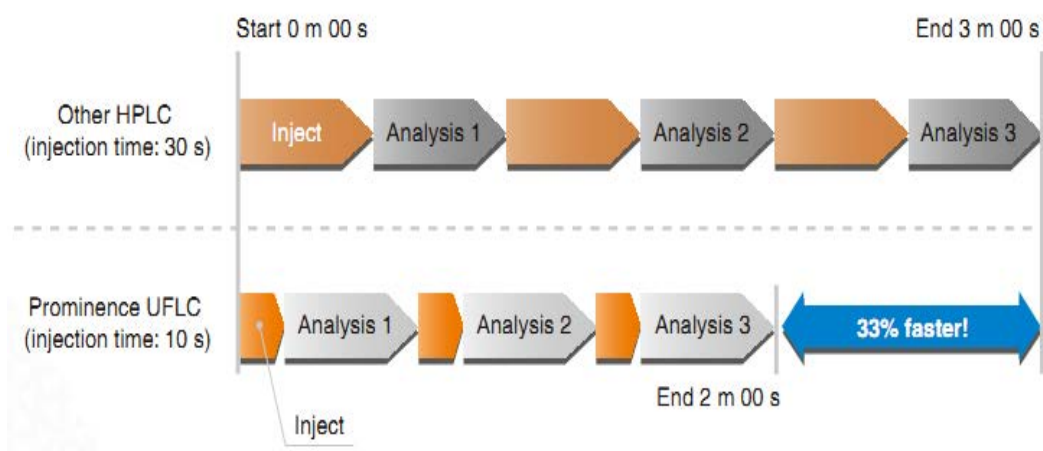 Start 0 m 00 s
End 3 m 00 s
Other HPLC
(injection time: 30 s)
Inject
Analysis 1
Analysis 2
Analysis 3
Prominence UFLC
(injection time: 10 s)
Analysis 1
Analysis 2
Analysis 3
33% faster!
End 2 m 00 s
Inject